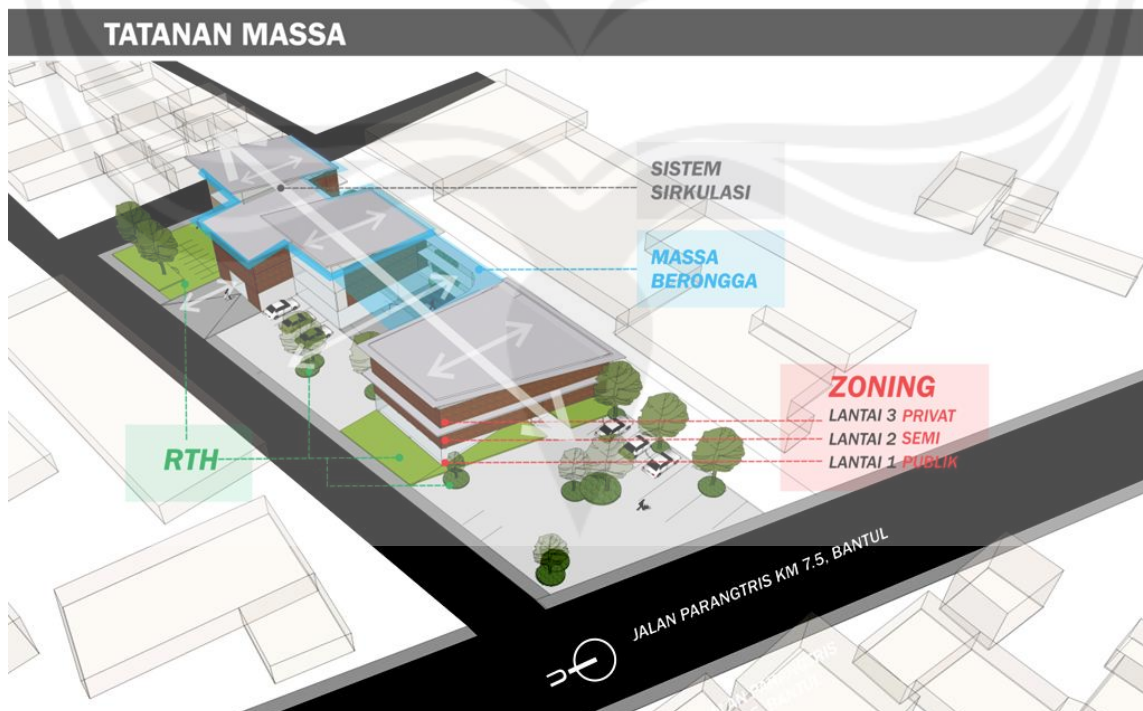 TATANAN MASSA
SISTEM
SIRKULASI
MASSA
BERONGGA
ZONING
LANTAI 3 PRIVAT
LANTAI 2 SEMI
LANTAI 1 PUBLIK
RTH
JALAN PARANGTRIS KM 7.5, BANTUL
U